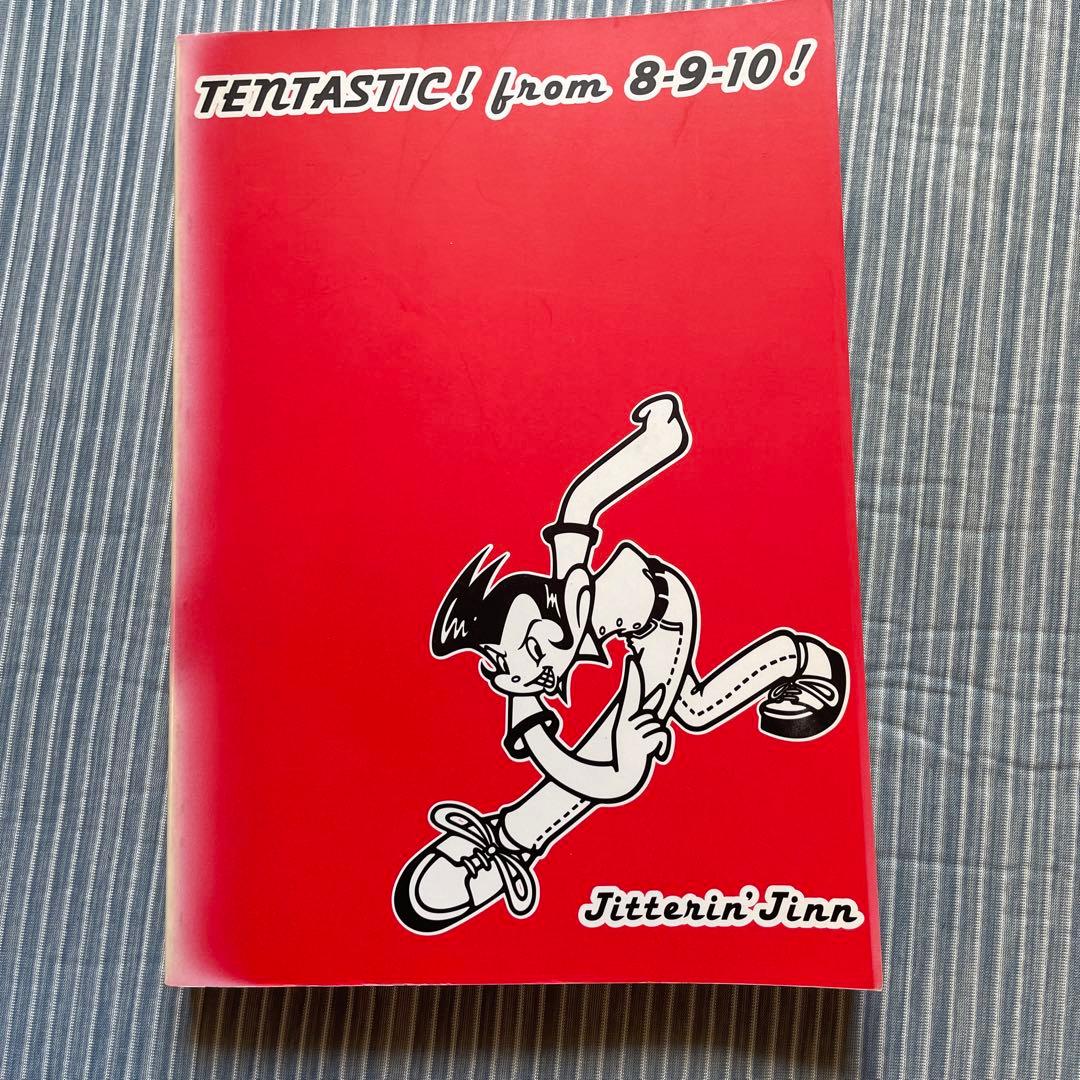 TENTASTIC! from 8-9-10!
Jitterin' Jinn